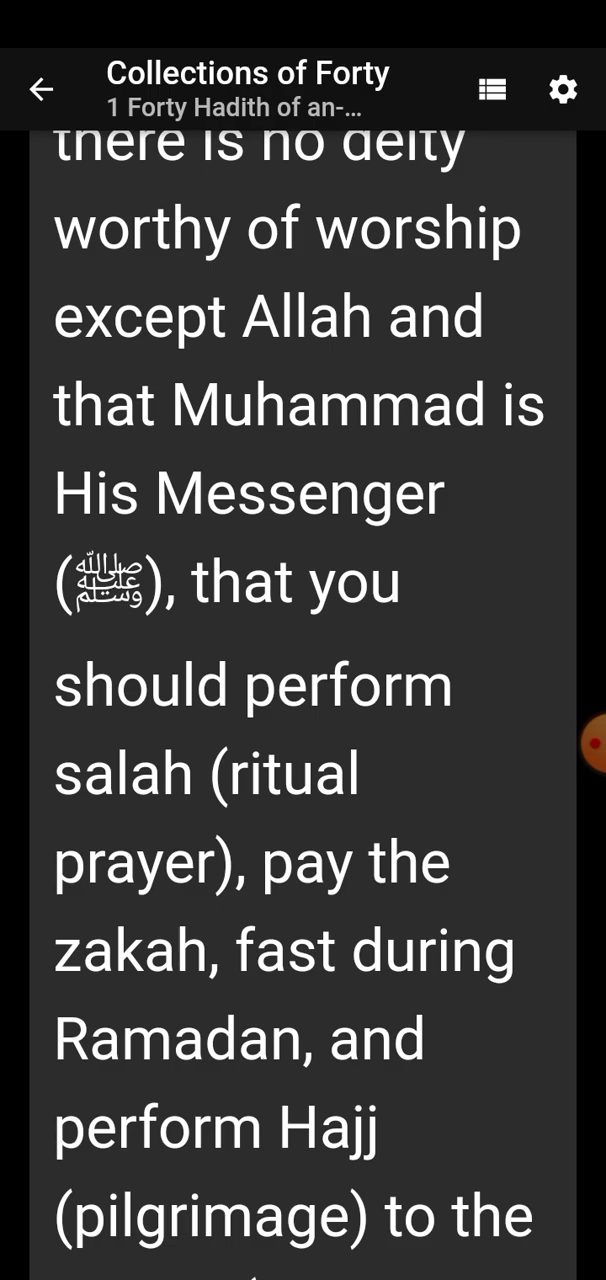 Collections of Forty
1 Forty Hadith of an-...
there is no deity
worthy of worship
except Allah and
that Muhammad is
His Messenger
(ﷺ), that you
should perform
salah (ritual
prayer), pay the
zakah, fast during
Ramadan, and
perform Hajj
(pilgrimage) to the